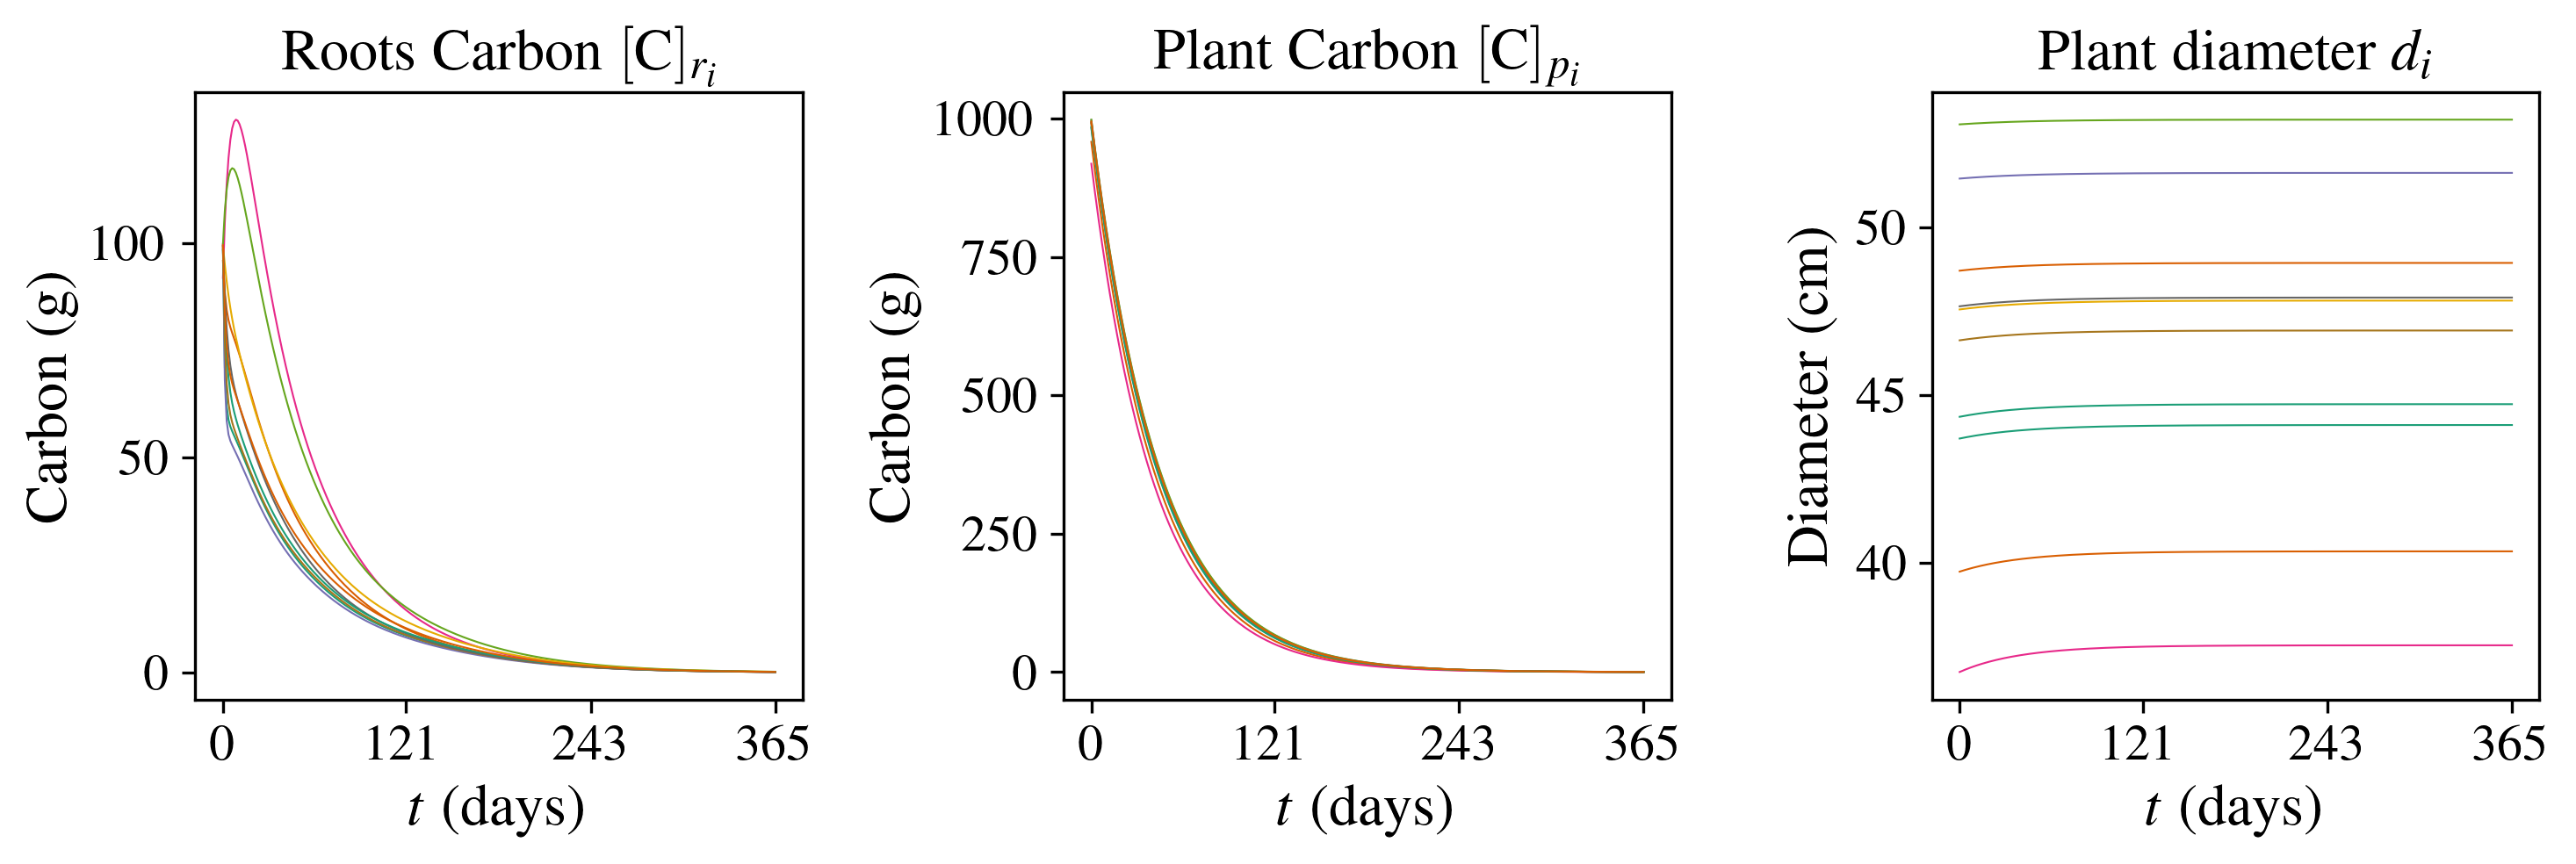 Roots Carbon [C]_{r_i}
100
50
0
Carbon (g)
0 121 243 365
t (days)
Plant Carbon [C]_{p_i}
1000
750
500
250
0
Carbon (g)
0 121 243 365
t (days)
Plant diameter d_i
50
45
40
Diameter (cm)
0 121 243 365
t (days)